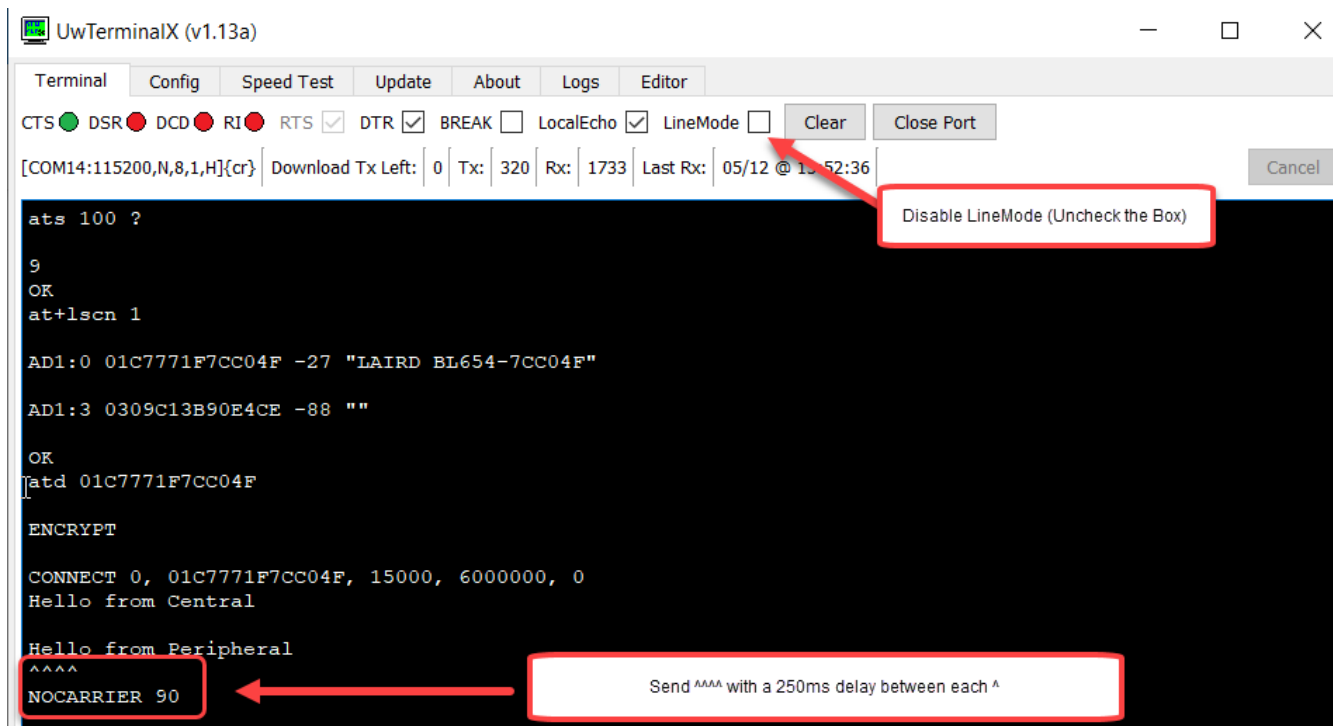 UwTerminalX (v1.13a)
Terminal Config Speed Test Update About Logs Editor
CTS DSR DCD RI RTS DTR BREAK LocalEcho LineMode Clear Close Port
[COM14:115200,N,8,1,H]{cr} Download Tx Left: 0 Tx: 320 Rx: 1733 Last Rx: 05/12 @ :52:36 Cancel
Disable LineMode (Uncheck the Box)
ats 100 ?
9
OK
at+lscn 1
AD1:0 01C7771F7CC04F -27 "LAIRD BL654-7CC04F"
AD1:3 0309C13B90E4CE -88 ""
OK
atd 01C7771F7CC04F
ENCRYPT
CONNECT 0, 01C7771F7CC04F, 15000, 6000000, 0
Hello from Central
Hello from Peripheral
^^^^
NOCARRIER 90
Send ^^^^ with a 250ms delay between each ^